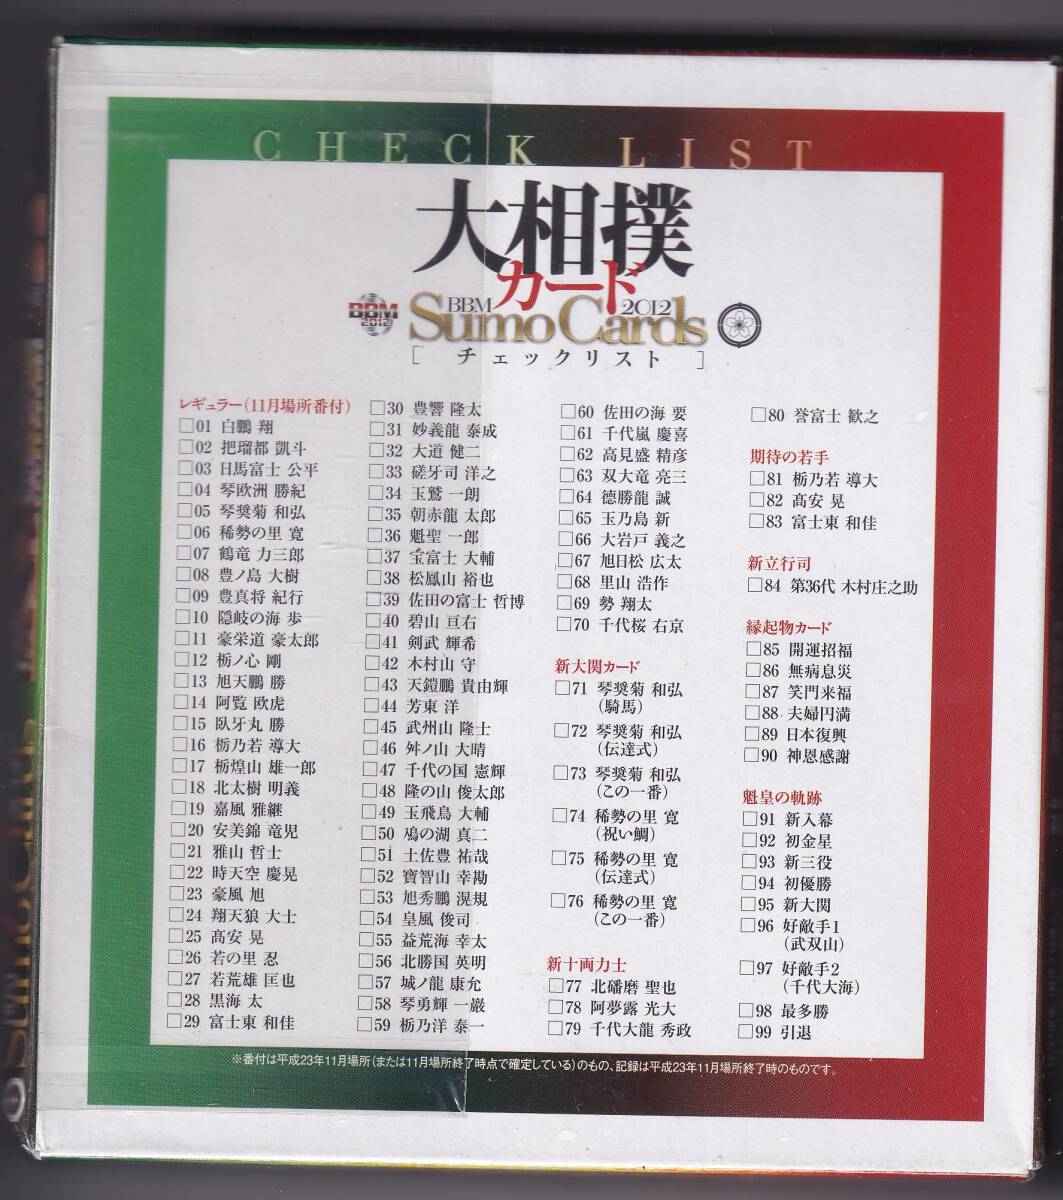 CHECK LIST
大相撲
カード
BBM 2012
Sumo Cards
BBM
2012
[ チェックリスト ]
レギュラー(11月場所番付)
□01 白鵬 翔
□02 把瑠都 凱斗
□03 日馬富士 公平
□04 琴欧洲 勝紀
□05 琴奨菊 和弘
□06 稀勢の里 寛
□07 鶴竜 力三郎
□08 豊ノ島 大樹
□09 豊真将 紀行
□10 隠岐の海 歩
□11 豪栄道 豪太郎
□12 栃ノ心 剛
□13 旭天鵬 勝
□14 阿覧 欧虎
□15 臥牙丸 勝
□16 栃乃若 導大
□17 栃煌山 雄一郎
□18 北太樹 明義
□19 嘉風 雅継
□20 安美錦 竜児
□21 雅山 哲士
□22 時天空 慶晃
□23 豪風 旭
□24 翔天狼 大士
□25 髙安 晃
□26 若の里 忍
□27 若荒雄 匡也
□28 黒海 太
□29 富士東 和佳
□30 豊響 隆太
□31 妙義龍 泰成
□32 大道 健二
□33 磋牙司 洋之
□34 玉鷲 一朗
□35 朝赤龍 太郎
□36 魁聖 一郎
□37 宝富士 大輔
□38 松鳳山 裕也
□39 佐田の富士 哲博
□40 碧山 亘右
□41 剣武 輝希
□42 木村山 守
□43 天鎧鵬 貴由輝
□44 芳東 洋
□45 武州山 隆士
□46 舛ノ山 大晴
□47 千代の国 憲輝
□48 隆の山 俊太郎
□49 玉飛鳥 大輔
□50 鳰の湖 真二
□51 土佐豊 祐哉
□52 寶智山 幸勘
□53 旭秀鵬 滉規
□54 皇風 俊司
□55 益荒海 幸太
□56 北勝国 英明
□57 城ノ龍 康允
□58 琴勇輝 一巖
□59 栃乃洋 泰一
□60 佐田の海 要
□61 千代嵐 慶喜
□62 高見盛 精彦
□63 双大竜 亮三
□64 德勝龍 誠
□65 玉乃島 新
□66 大岩戸 義之
□67 旭日松 広太
□68 里山 浩作
□69 勢 翔太
□70 千代桜 右京
新大関カード
□71 琴奨菊 和弘
(騎馬)
□72 琴奨菊 和弘
(伝達式)
□73 琴奨菊 和弘
(この一番)
□74 稀勢の里 寛
(祝い鯛)
□75 稀勢の里 寛
(伝達式)
□76 稀勢の里 寛
(この一番)
新十両力士
□77 北磻磨 聖也
□78 阿夢露 光大
□79 千代大龍 秀政
□80 誉富士 歓之
期待の若手
□81 栃乃若 導大
□82 髙安 晃
□83 富士東 和佳
新立行司
□84 第36代 木村庄之助
縁起物カード
□85 開運招福
□86 無病息災
□87 笑門来福
□88 夫婦円満
□89 日本復興
□90 神恩感謝
魁皇の軌跡
□91 新入幕
□92 初金星
□93 新三役
□94 初優勝
□95 新大関
□96 好敵手1
(武双山)
□97 好敵手2
(千代大海)
□98 最多勝
□99 引退
※番付は平成23年11月場所(または11月場所終了時点で確定している)のもの、記録は平成23年11月場所終了時のものです。